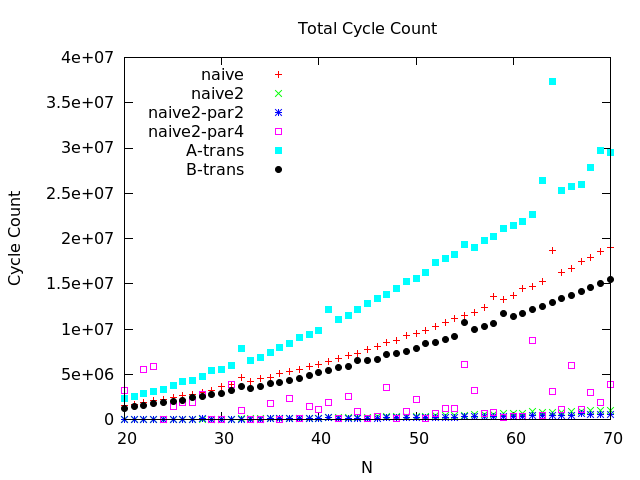 Total Cycle Count
4e+07
3.5e+07
3e+07
2.5e+07
2e+07
1.5e+07
1e+07
5e+06
0
Cycle Count
naive
naive2
naive2-par2
naive2-par4
A-trans
B-trans
20 30 40 50 60 70
N